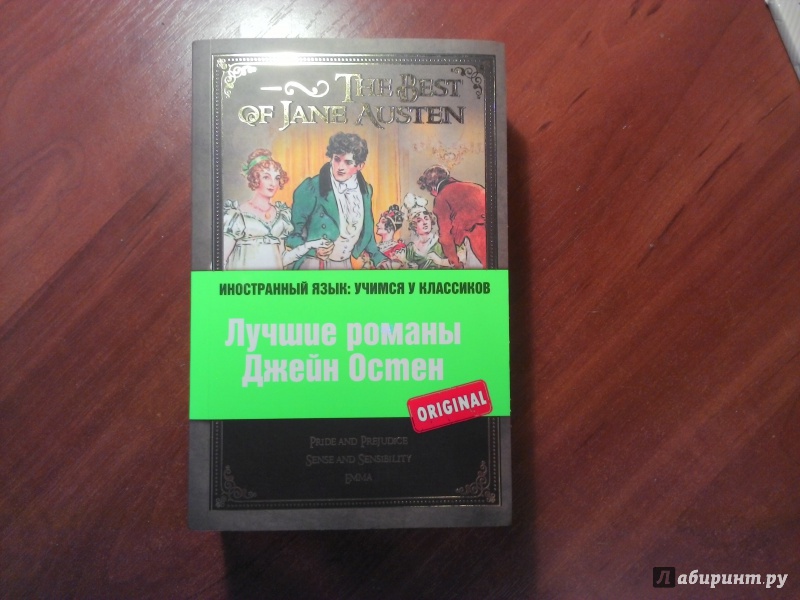 The Best
of Jane Austen
ИНОСТРАННЫЙ ЯЗЫК: УЧИМСЯ У КЛАССИКОВ
Лучшие романы
Джейн Остен
ORIGINAL
Pride and Prejudice
Sense and Sensibility
Emma
Лабиринт.ру